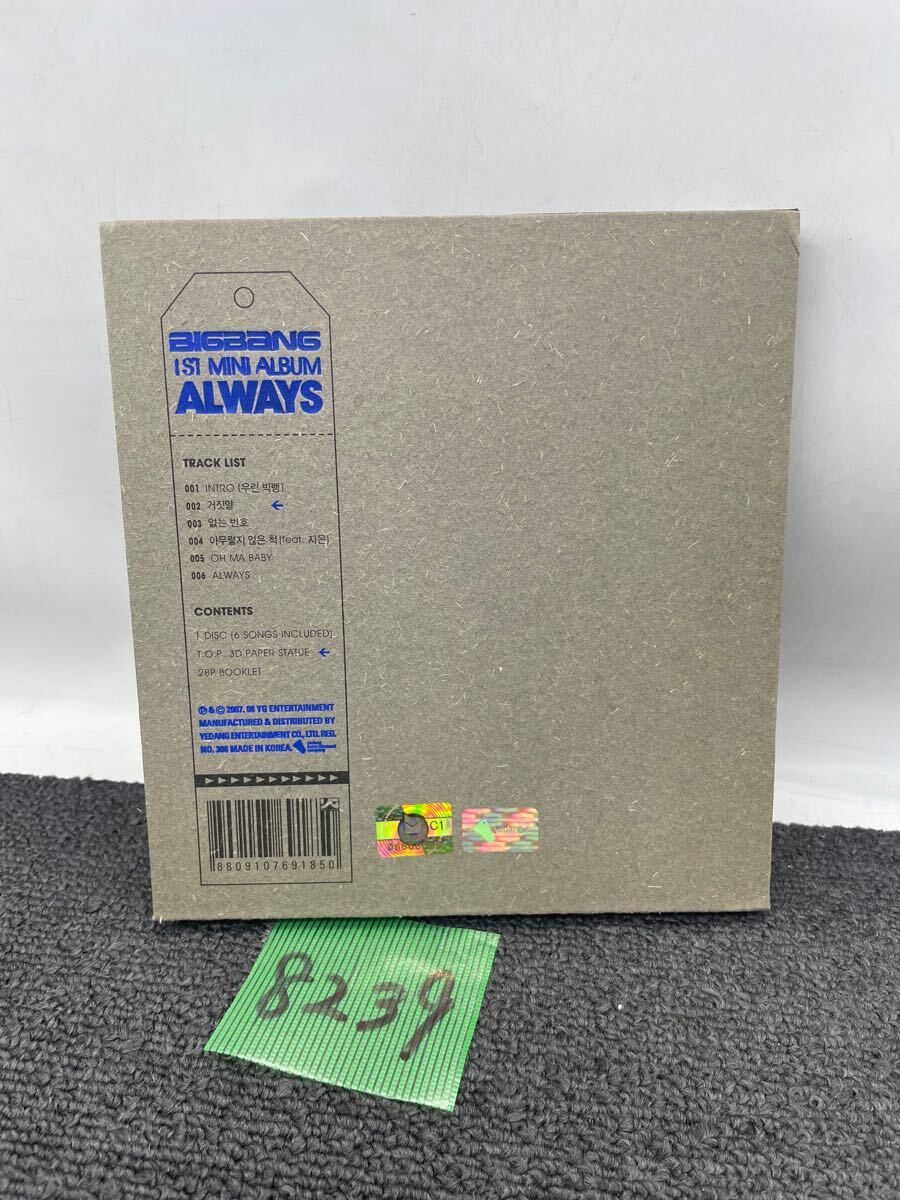 BIGBANG
1ST MINI ALBUM
ALWAYS
TRACK LIST
001 INTRO (우린 빅뱅)
002 거짓말 ←
003 없는 번호
004 아무렇지 않은 척(feat. 지은)
005 OH MA BABY
006 ALWAYS
CONTENTS
1 DISC (6 SONGS INCLUDED)
T.O.P. 3D PAPER STATUE ←
28P BOOKLET
℗ & © 2007. 08 YG ENTERTAINMENT
MANUFACTURED & DISTRIBUTED BY
YEDANG ENTERTAINMENT CO., LTD. REG.
NO. 306 MADE IN KOREA.
8809107691850
C1
yedang
8239